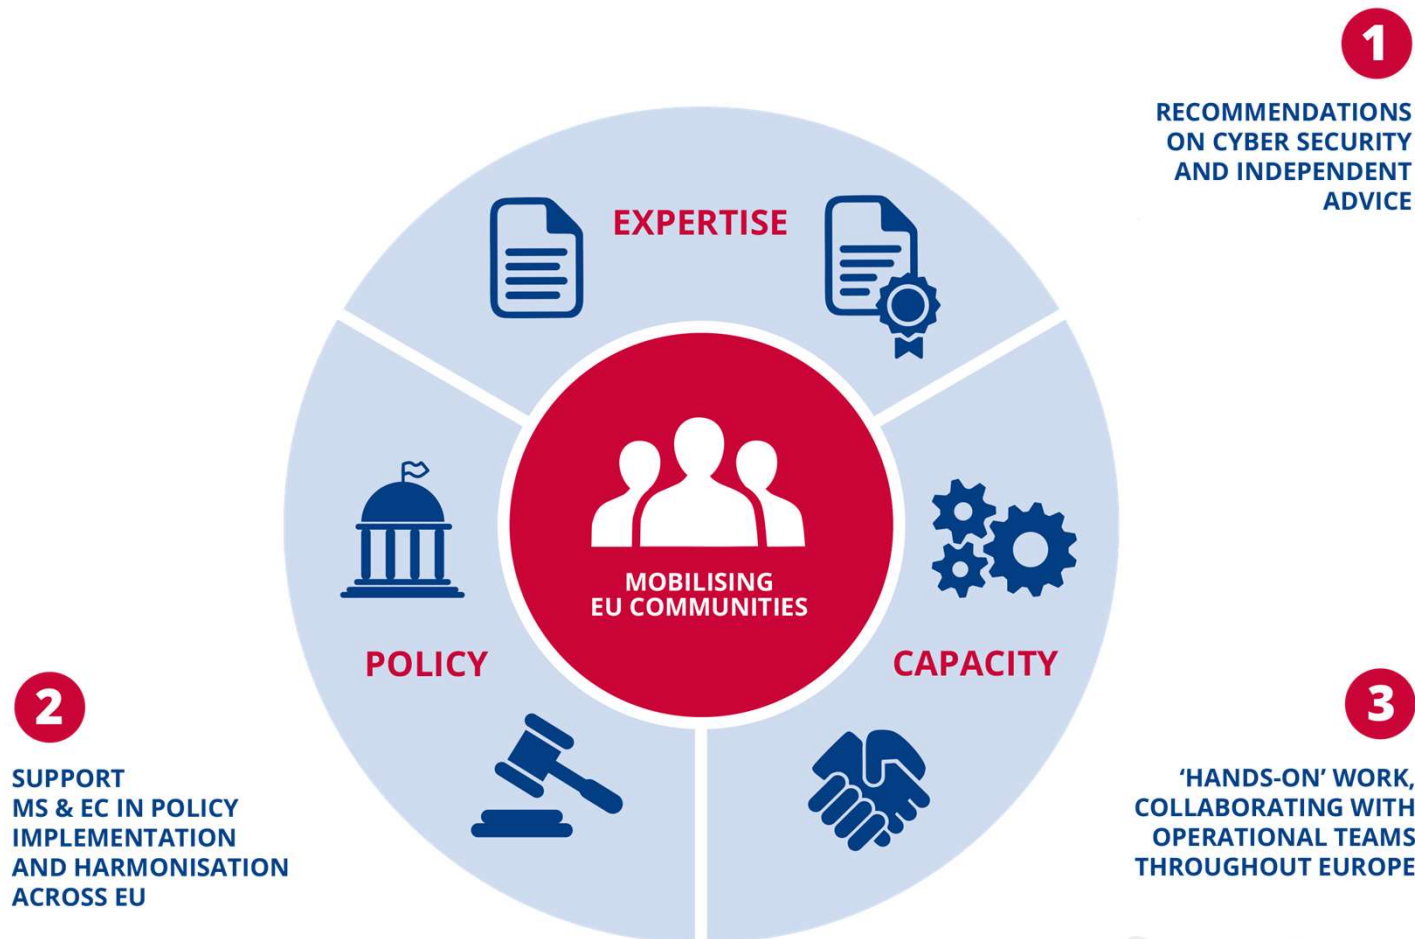 1
RECOMMENDATIONS
ON CYBER SECURITY
AND INDEPENDENT
ADVICE
EXPERTISE
MOBILISING
EU COMMUNITIES
POLICY
CAPACITY
2
SUPPORT
MS & EC IN POLICY
IMPLEMENTATION
AND HARMONISATION
ACROSS EU
3
‘HANDS-ON’ WORK,
COLLABORATING WITH
OPERATIONAL TEAMS
THROUGHOUT EUROPE